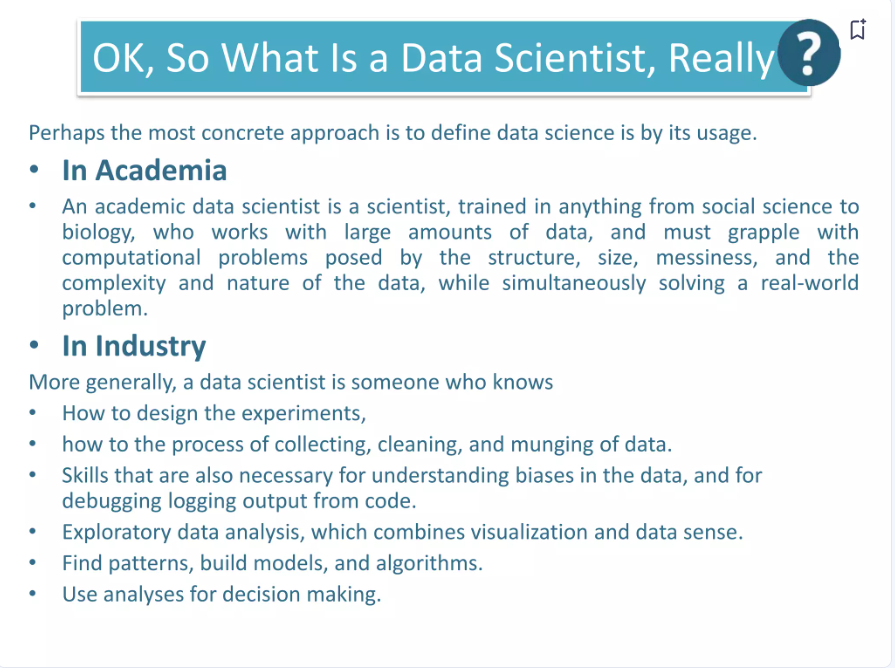 OK, So What Is a Data Scientist, Really ?
Perhaps the most concrete approach is to define data science is by its usage.
• In Academia
• An academic data scientist is a scientist, trained in anything from social science to
biology, who works with large amounts of data, and must grapple with
computational problems posed by the structure, size, messiness, and the
complexity and nature of the data, while simultaneously solving a real-world
problem.
• In Industry
More generally, a data scientist is someone who knows
• How to design the experiments,
• how to the process of collecting, cleaning, and munging of data.
• Skills that are also necessary for understanding biases in the data, and for
debugging logging output from code.
• Exploratory data analysis, which combines visualization and data sense.
• Find patterns, build models, and algorithms.
• Use analyses for decision making.